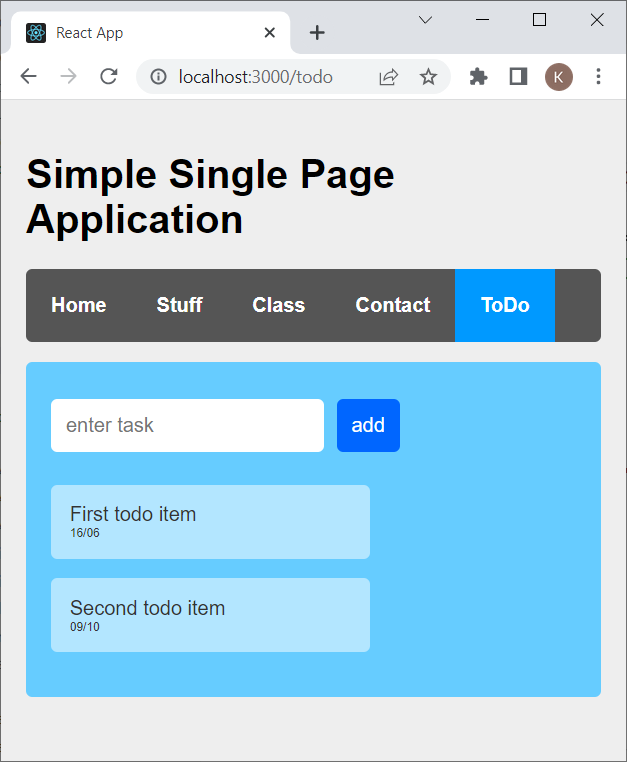 React App
localhost:3000/todo
K
Simple Single Page
Application
Home Stuff Class Contact ToDo
enter task add
First todo item
16/06
Second todo item
09/10